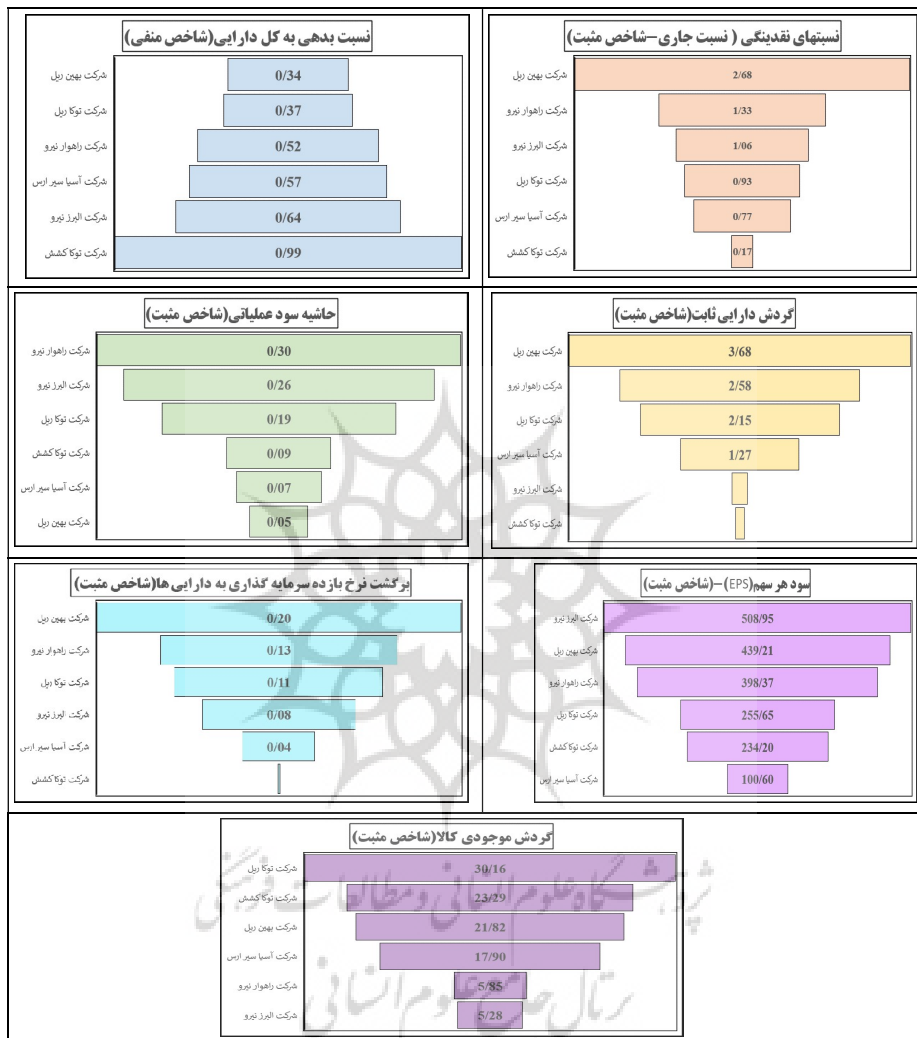 نسبتهای نقدینگی ( نسبت جاری–شاخص مثبت)
شرکت بهین ریل 2/68
شرکت راهوار نیرو 1/33
شرکت البرز نیرو 1/06
شرکت توکا ریل 0/93
شرکت آسیا سیر ارس 0/77
شرکت توکا کشش 0/17
نسبت بدهی به کل دارایی(شاخص منفی)
شرکت بهین ریل 0/34
شرکت توکا ریل 0/37
شرکت راهوار نیرو 0/52
شرکت آسیا سیر ارس 0/57
شرکت البرز نیرو 0/64
شرکت توکا کشش 0/99
گردش دارایی ثابت(شاخص مثبت)
شرکت بهین ریل 3/68
شرکت راهوار نیرو 2/58
شرکت توکا ریل 2/15
شرکت آسیا سیر ارس 1/27
شرکت البرز نیرو
شرکت توکا کشش
حاشیه سود عملیاتی(شاخص مثبت)
شرکت راهوار نیرو 0/30
شرکت البرز نیرو 0/26
شرکت توکا ریل 0/19
شرکت توکا کشش 0/09
شرکت آسیا سیر ارس 0/07
شرکت بهین ریل 0/05
سود هر سهم(EPS)–(شاخص مثبت)
شرکت البرز نیرو 508/95
شرکت بهین ریل 439/21
شرکت راهوار نیرو 398/37
شرکت توکا ریل 255/65
شرکت توکا کشش 234/20
شرکت آسیا سیر ارس 100/60
برگشت نرخ بازده سرمایه گذاری به دارایی ها(شاخص مثبت)
شرکت بهین ریل 0/20
شرکت راهوار نیرو 0/13
شرکت توکا ریل 0/11
شرکت البرز نیرو 0/08
شرکت آسیا سیر ارس 0/04
شرکت توکا کشش
گردش موجودی کالا(شاخص مثبت)
شرکت توکا ریل 30/16
شرکت توکا کشش 23/29
شرکت بهین ریل 21/82
شرکت آسیا سیر ارس 17/90
شرکت راهوار نیرو 5/85
شرکت البرز نیرو 5/28
پژوهشگاه علوم انسانی و مطالعات فرهنگی
پرتال جامع علوم انسانی